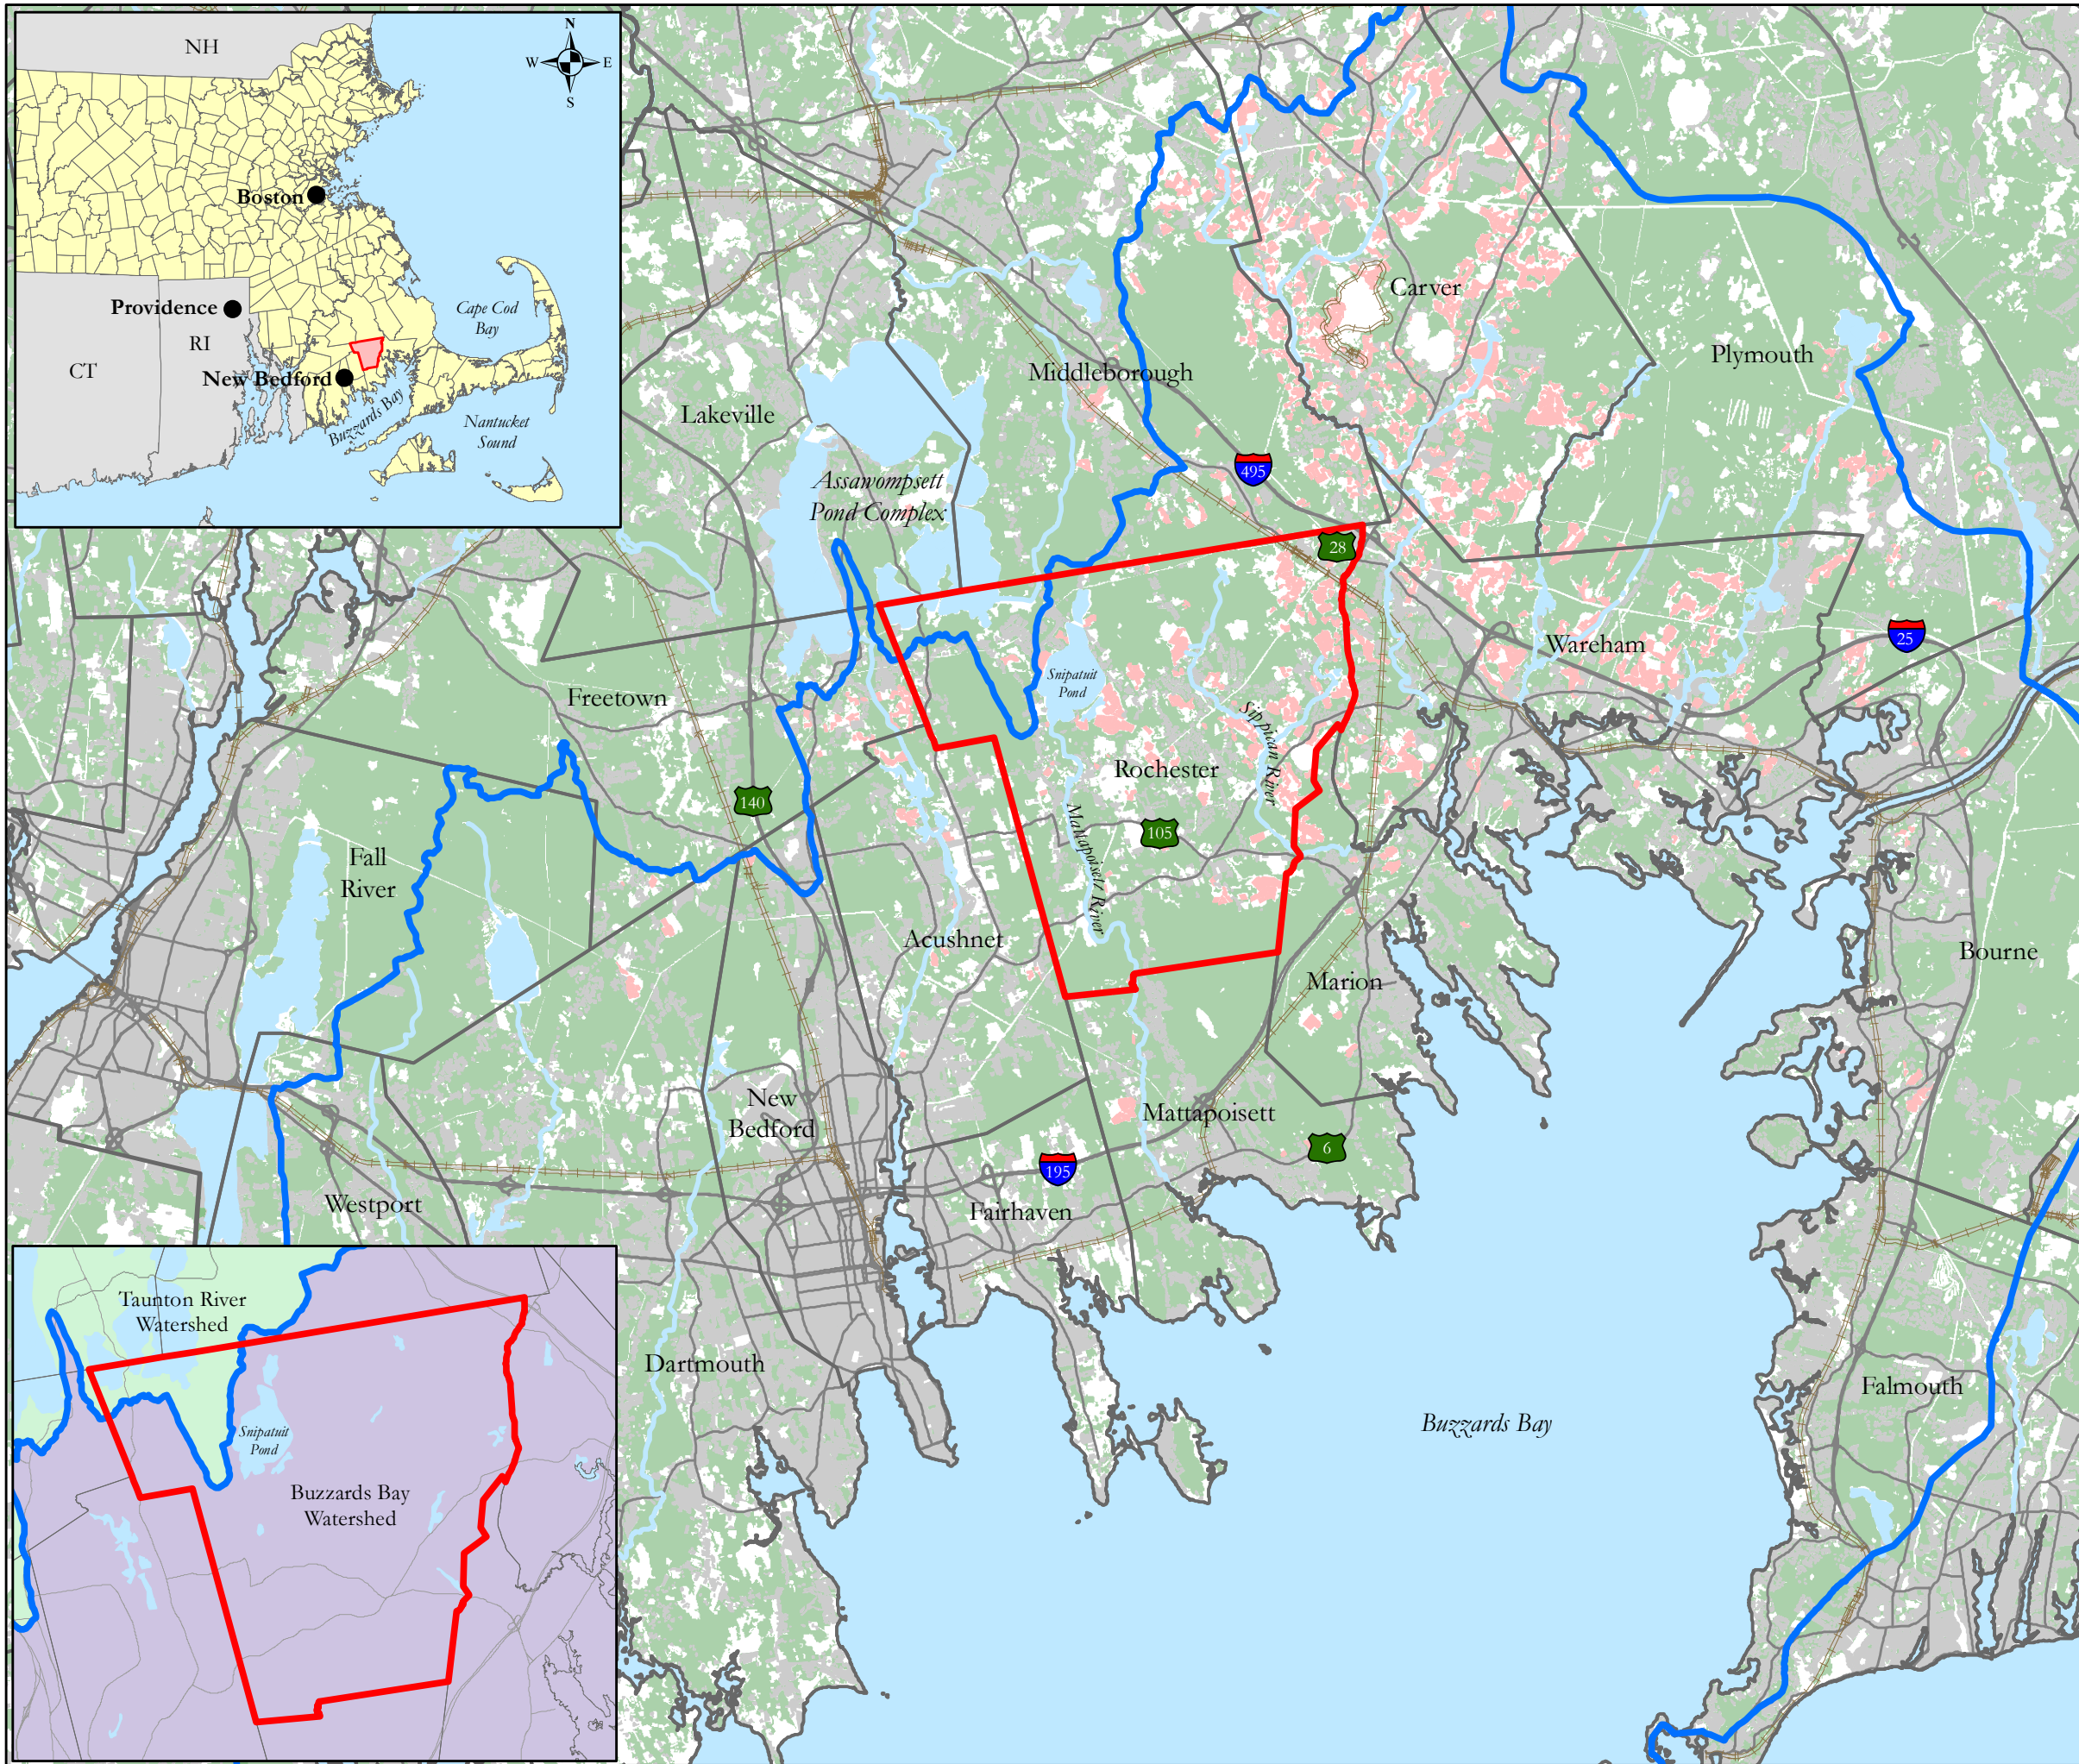 NH
N
W
E
S
Boston
Providence
RI
CT
New Bedford
Cape Cod
Bay
Buzzards Bay
Nantucket
Sound
Carver
Plymouth
Middleborough
Lakeville
495
Assawompsett
Pond Complex
28
25
Wareham
Snipatuit
Pond
Freetown
Sippican River
Rochester
140
105
Mattapoisett River
Fall
River
Acushnet
Bourne
Marion
New
Bedford
Mattapoisett
6
195
Westport
Fairhaven
Dartmouth
Falmouth
Buzzards Bay
Taunton River
Watershed
Snipatuit
Pond
Buzzards Bay
Watershed